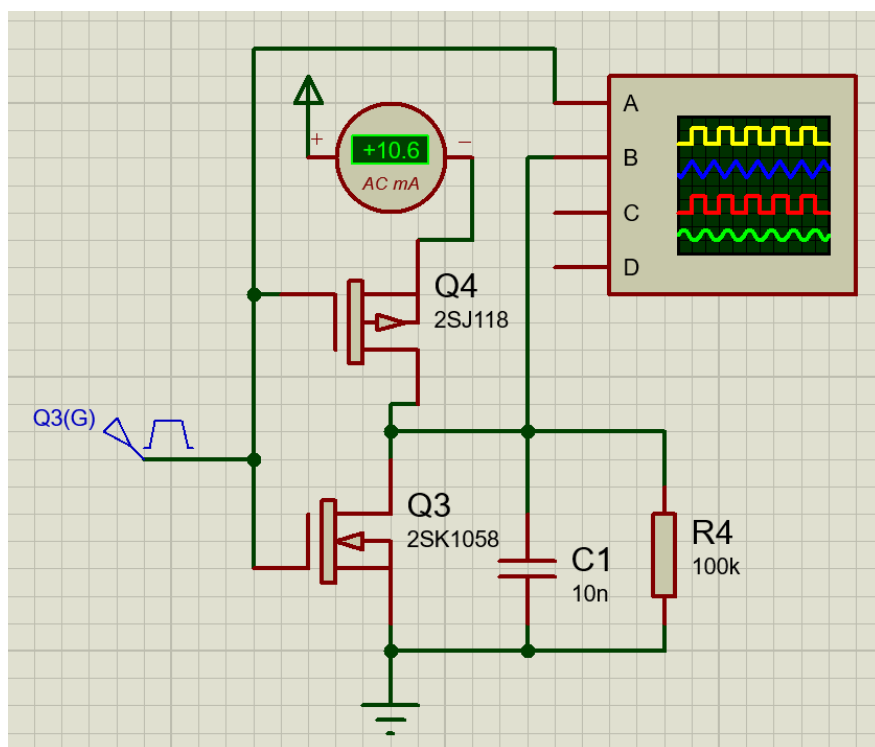 A
+
+10.6
−
AC mA
B
C
D
Q4
2SJ118
Q3(G)
Q3
2SK1058
R4
100k
C1
10n